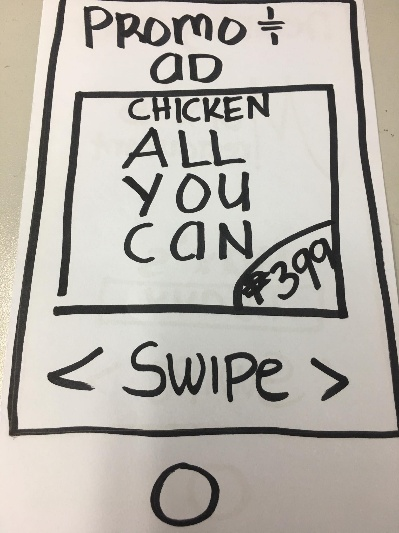 PROMO &
aD
CHICKEN
ALL
YOU
CaN
₱399
< SWIPe >